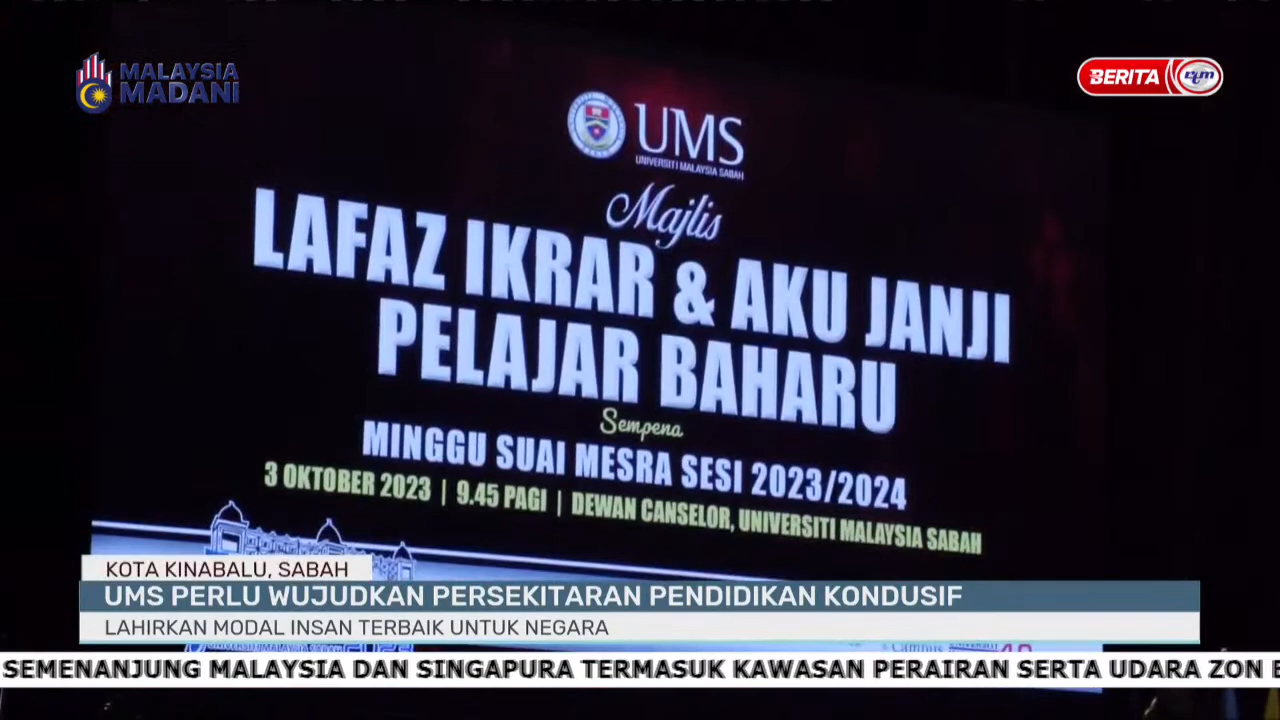 MALAYSIA
MADANI
BERITA rtm
UMS
UNIVERSITI MALAYSIA SABAH
Majlis
LAFAZ IKRAR & AKU JANJI
PELAJAR BAHARU
Sempena
MINGGU SUAI MESRA SESI 2023/2024
3 OKTOBER 2023 | 9.45 PAGI | DEWAN CANSELOR, UNIVERSITI MALAYSIA SABAH
KOTA KINABALU, SABAH
UMS PERLU WUJUDKAN PERSEKITARAN PENDIDIKAN KONDUSIF
LAHIRKAN MODAL INSAN TERBAIK UNTUK NEGARA
SEMENANJUNG MALAYSIA DAN SINGAPURA TERMASUK KAWASAN PERAIRAN SERTA UDARA ZON